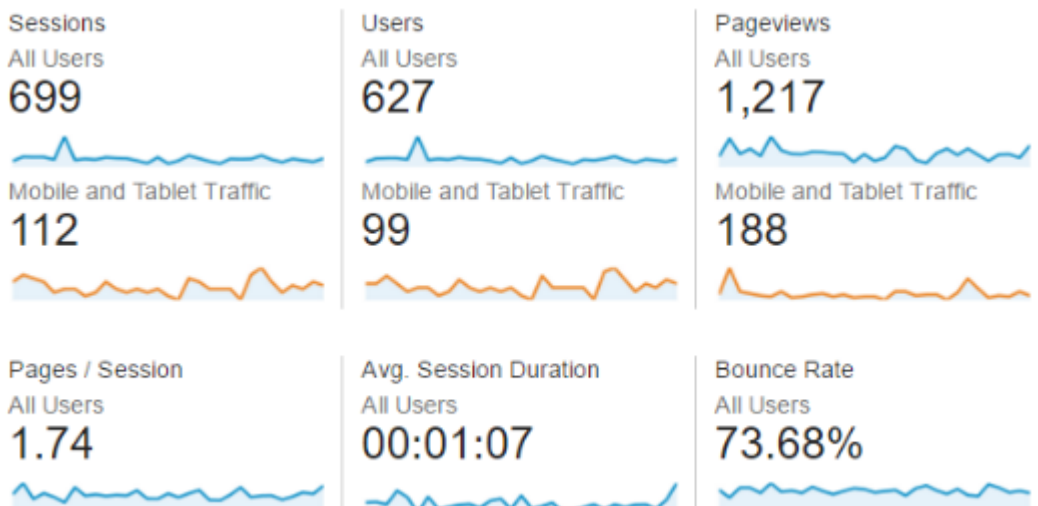 Sessions
All Users
699
Mobile and Tablet Traffic
112
Users
All Users
627
Mobile and Tablet Traffic
99
Pageviews
All Users
1,217
Mobile and Tablet Traffic
188
Pages / Session
All Users
1.74
Avg. Session Duration
All Users
00:01:07
Bounce Rate
All Users
73.68%